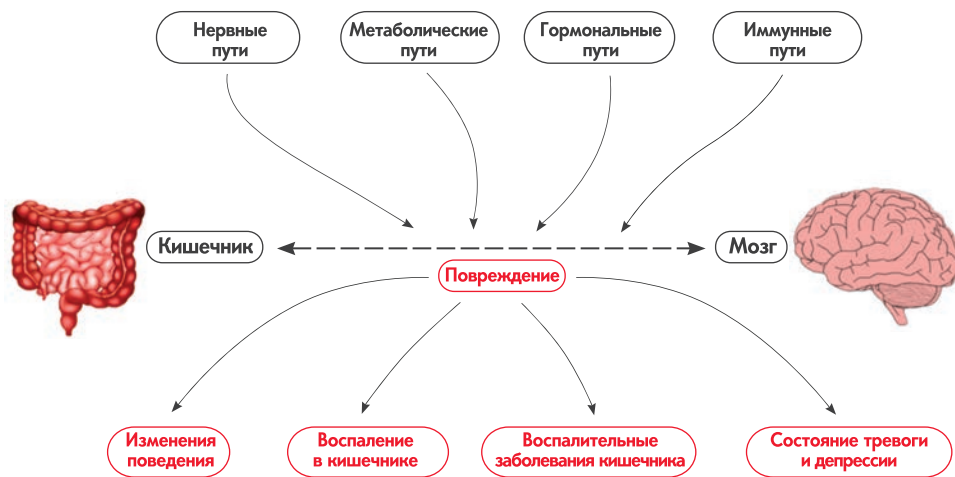 Нервные
пути
Метаболические
пути
Гормональные
пути
Иммунные
пути
Кишечник
Мозг
Повреждение
Изменения
поведения
Воспаление
в кишечнике
Воспалительные
заболевания кишечника
Состояние тревоги
и депрессии